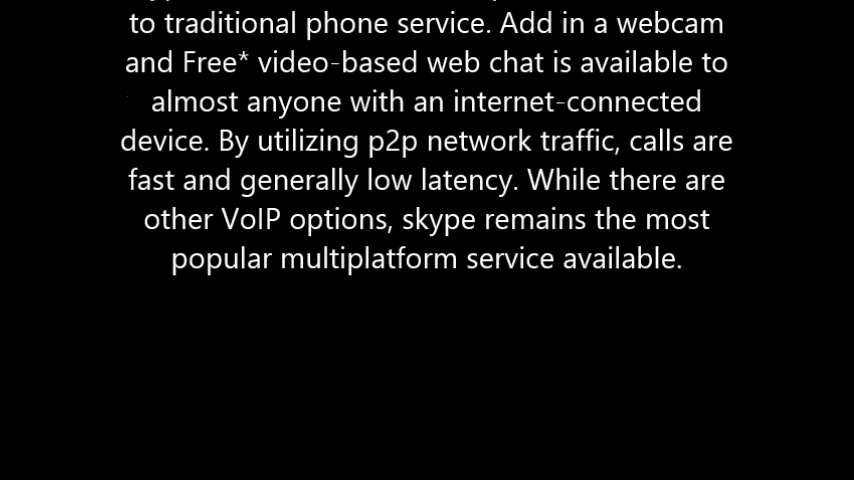 to traditional phone service. Add in a webcam
and Free* video-based web chat is available to
almost anyone with an internet-connected
device. By utilizing p2p network traffic, calls are
fast and generally low latency. While there are
other VoIP options, skype remains the most
popular multiplatform service available.